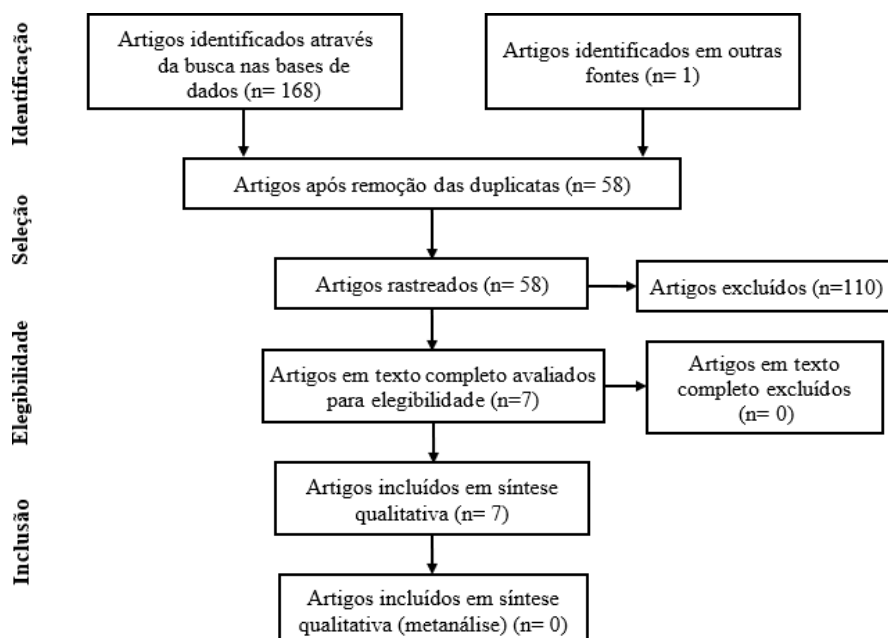 Identificação
Artigos identificados através
da busca nas bases de
dados (n= 168)
Artigos identificados em outras
fontes (n= 1)
Artigos após remoção das duplicatas (n= 58)
Seleção
Artigos rastreados (n= 58)
Artigos excluídos (n=110)
Elegibilidade
Artigos em texto completo avaliados
para elegibilidade (n=7)
Artigos em texto
completo excluídos
(n= 0)
Inclusão
Artigos incluídos em síntese
qualitativa (n= 7)
Artigos incluídos em síntese
qualitativa (metanálise) (n= 0)